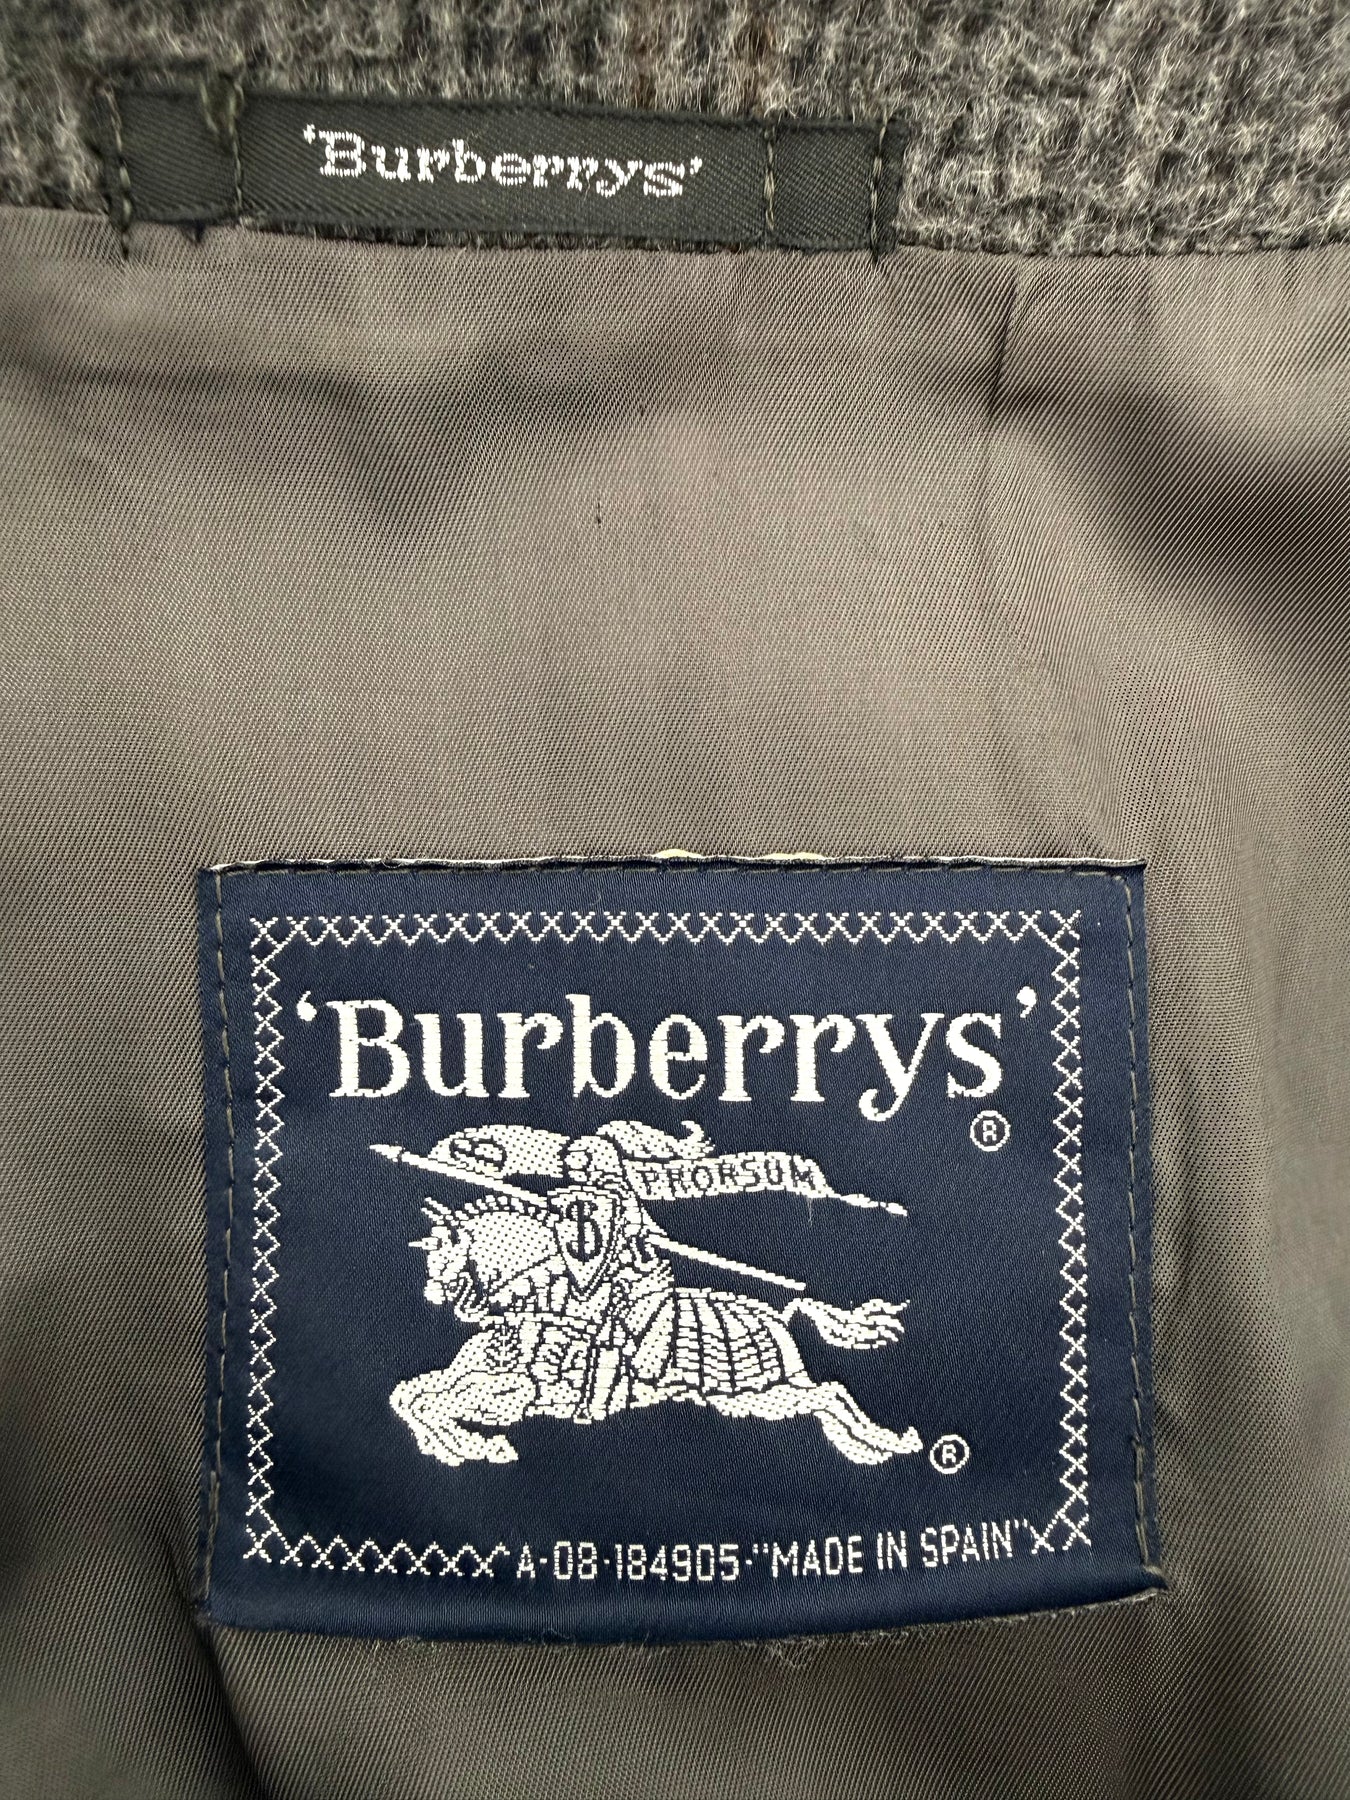 'Burberrys'
'Burberrys'
®
PRORSUM
B
®
A-08-184905-"MADE IN SPAIN"